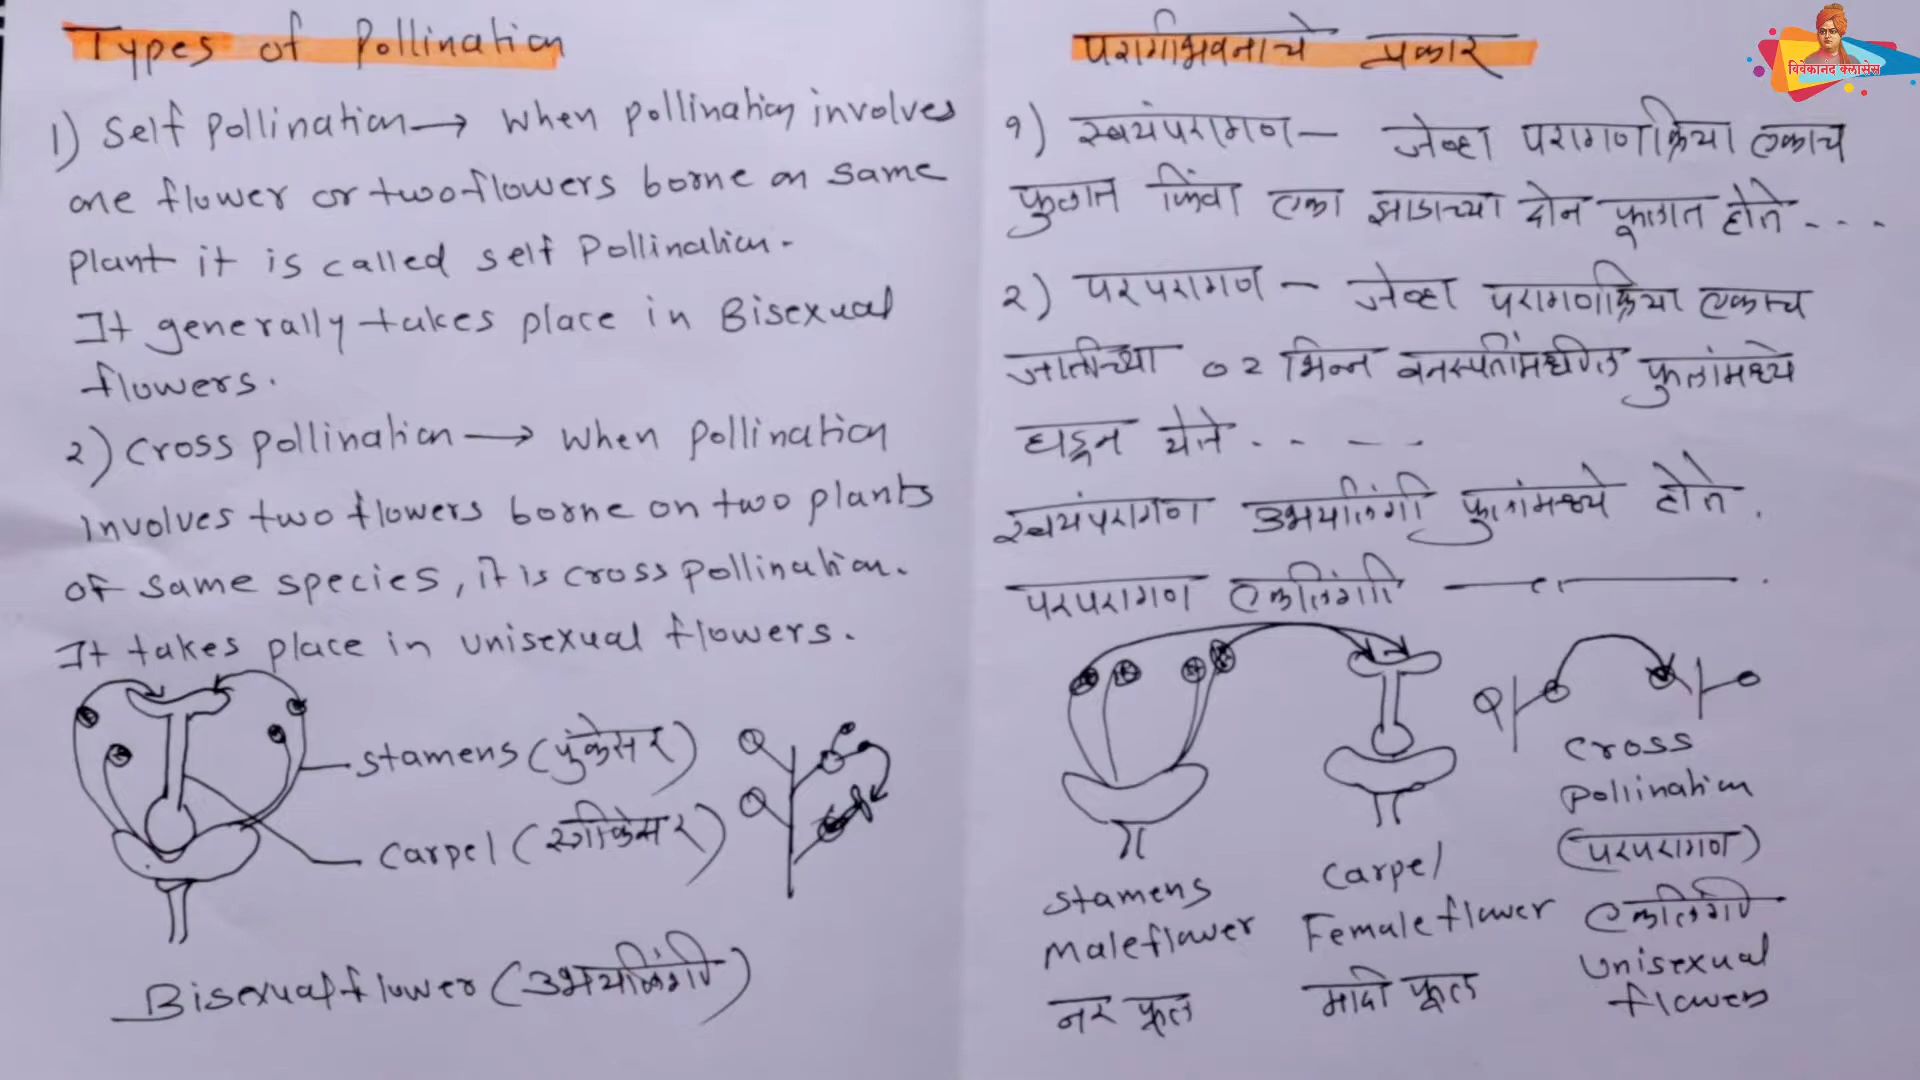 Types of Pollination
1) Self pollination → When pollination involves
one flower or two flowers borne on same
plant it is called self Pollination.
It generally takes place in Bisexual
flowers.
2) Cross pollination → When pollination
involves two flowers borne on two plants
of same species, it is cross pollination.
It takes place in unisexual flowers.
stamens (पुंकेसर)
carpel (स्त्रीकेसर)
Bisexual flower (उभयलिंगी)
परागीभवनाचे प्रकार
१) स्वयंपरागण – जेव्हा परागणक्रिया एकाच
फुलात किंवा एका झाडाच्या दोन फूलात होते - - -
२) परपरागण – जेव्हा परागणक्रिया एकाच
जातीच्या ०२ भिन्न वनस्पतींमधील फुलांमध्ये
घडून येते - - — -
स्वयंपरागण उभयलिंगी फुलांमध्ये होते.
परपरागण एकलिंगी — " —.
stamens
Male flower
नर फूल
Carpel
Female flower
मादी फूल
Cross
pollination
(परपरागण)
एकलिंगी
Unisexual
flowers
विवेकानंद क्लासेस